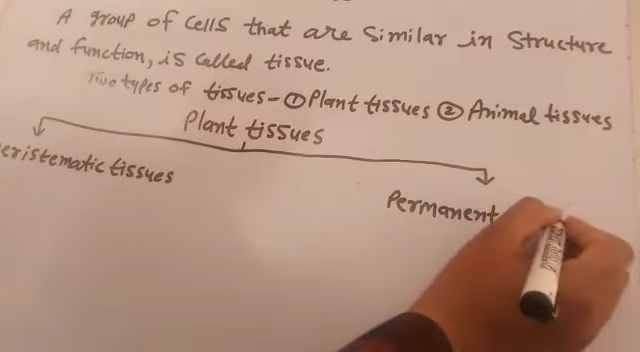 A group of cells that are similar in structure
and function, is called tissue.
Two types of tissues- ① Plant tissues ② Animal tissues
Plant tissues
eristematic tissues
Permanent